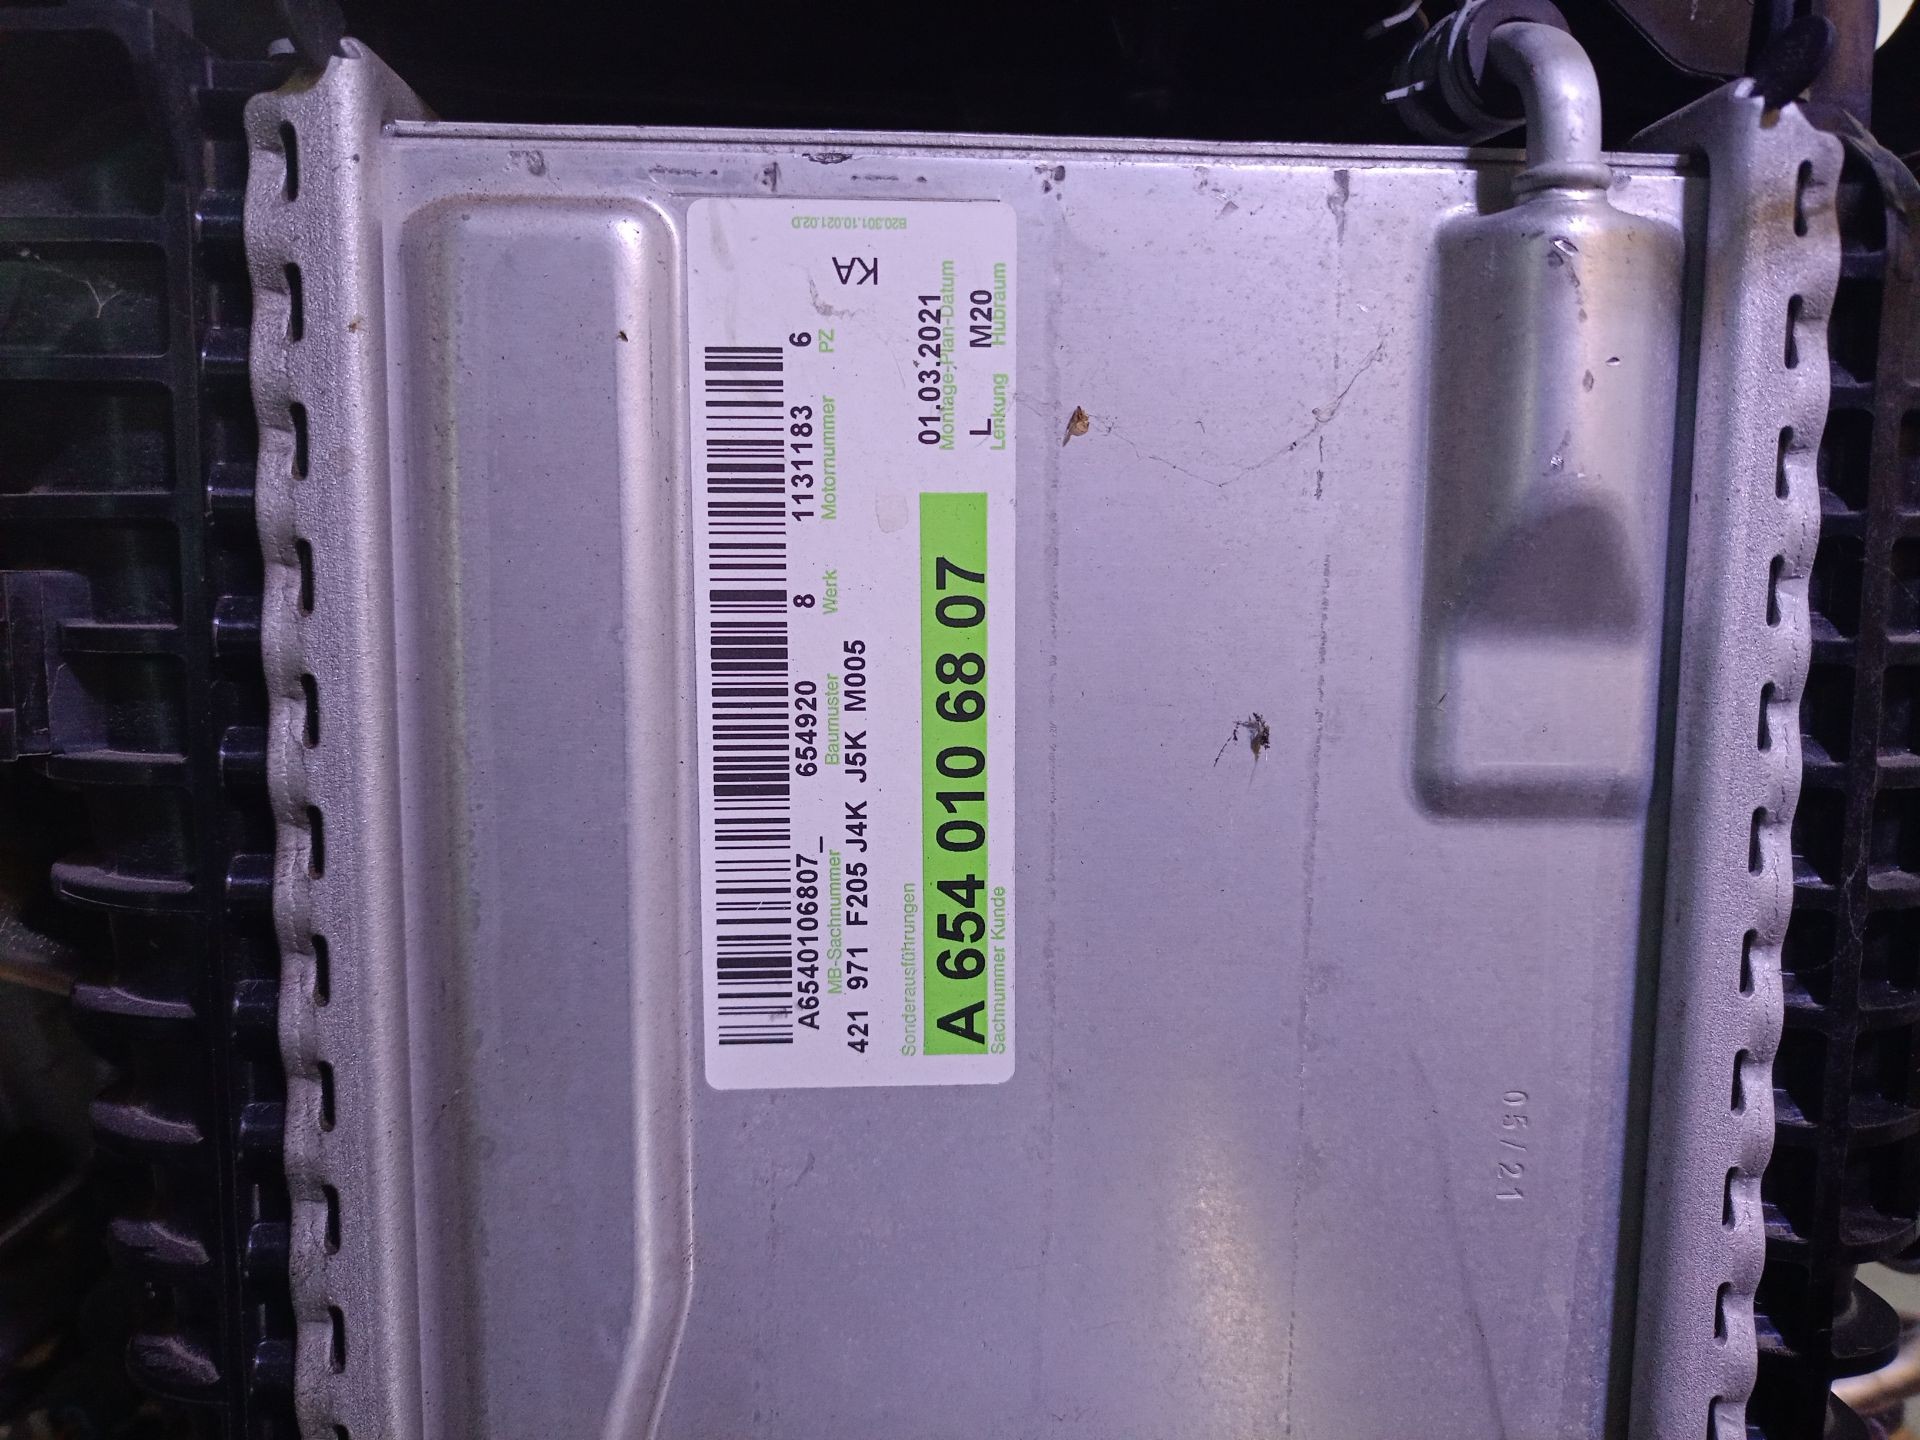 A6540106807_ 654920 8 1131183 6
MB-Sachnummer Baumuster Werk Motornummer PZ
421 971 F205 J4K J5K M005
KA
Sonderausführungen
A 654 010 68 07
Sachnummer Kunde
01.03.2021
Montage-Plan-Datum
L M20
Lenkung Hubraum
B20.301.10.021.02.D
05/21